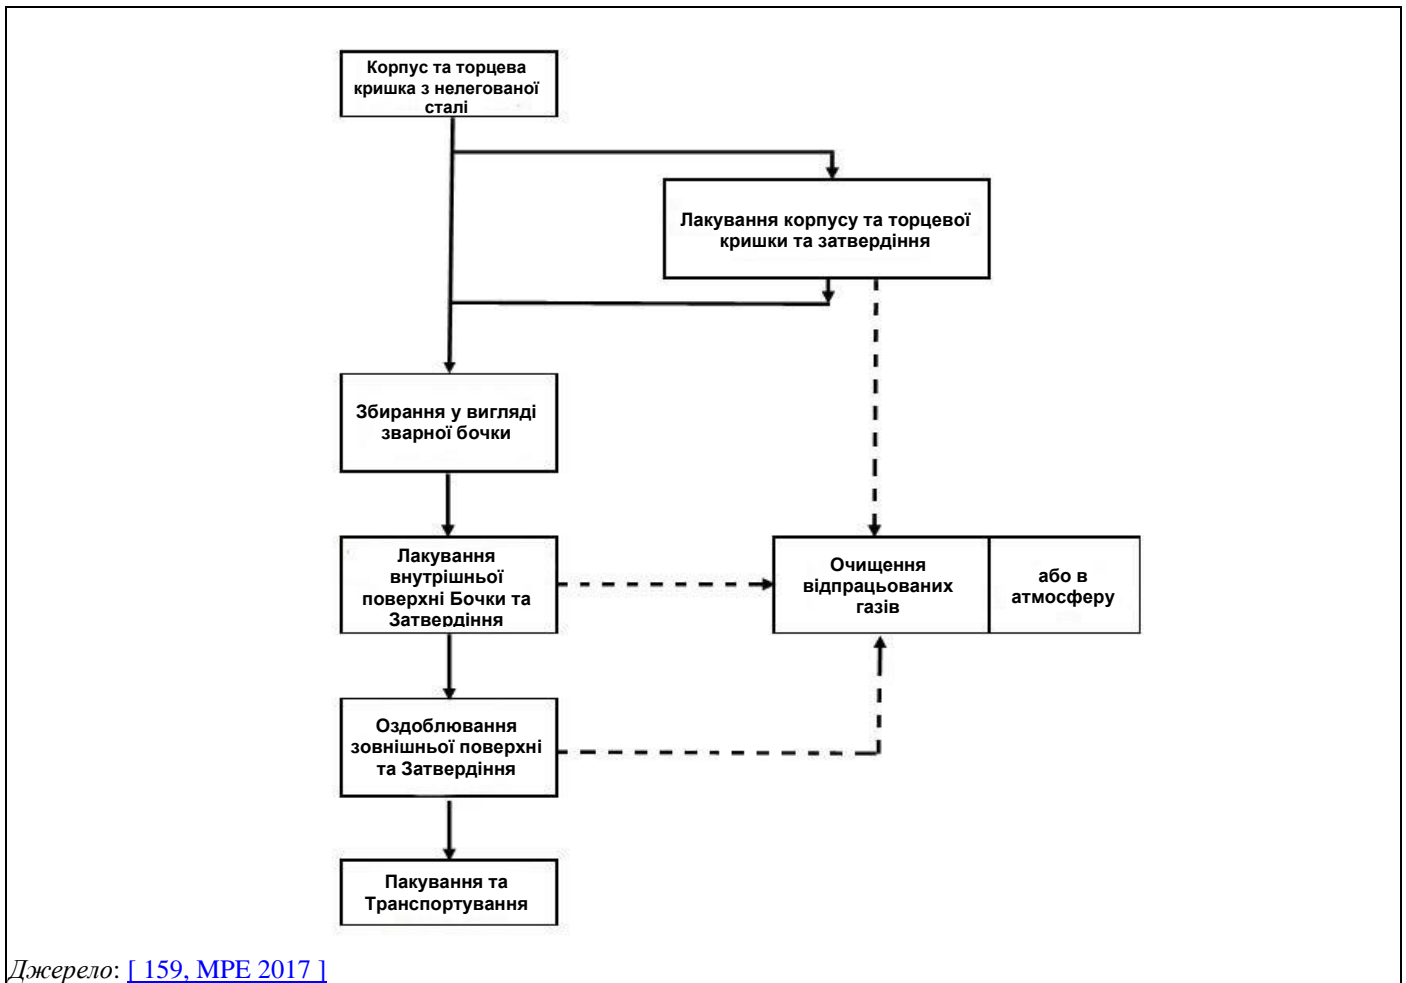 Корпус та торцева
кришка з нелегованої
сталі
Лакування корпусу та торцевої
кришки та затвердіння
Збирання у вигляді
зварної бочки
Лакування
внутрішньої
поверхні Бочки та
Затвердіння
Очищення
відпрацьованих
газів
або в
атмосферу
Оздоблювання
зовнішньої поверхні
та Затвердіння
Пакування та
Транспортування
Джерело: [ 159, MPE 2017 ]